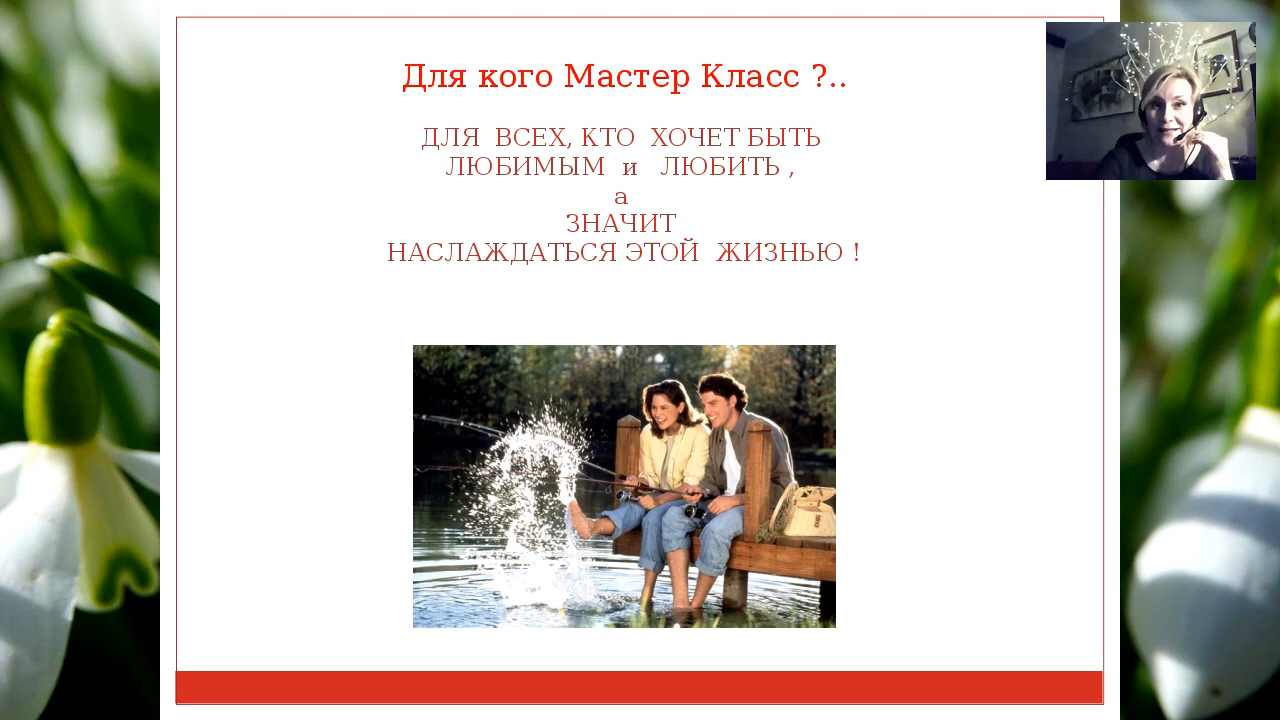 Для кого Мастер Класс ?..
ДЛЯ ВСЕХ, КТО ХОЧЕТ БЫТЬ
ЛЮБИМЫМ и ЛЮБИТЬ ,
а
ЗНАЧИТ
НАСЛАЖДАТЬСЯ ЭТОЙ ЖИЗНЬЮ !